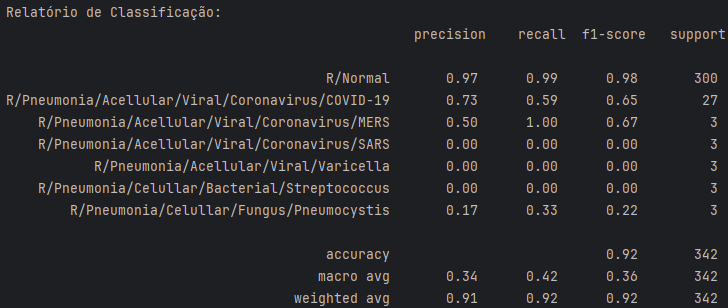 Relatório de Classificação:
precision recall f1-score support
R/Normal 0.97 0.99 0.98 300
R/Pneumonia/Acellular/Viral/Coronavirus/COVID-19 0.73 0.59 0.65 27
R/Pneumonia/Acellular/Viral/Coronavirus/MERS 0.50 1.00 0.67 3
R/Pneumonia/Acellular/Viral/Coronavirus/SARS 0.00 0.00 0.00 3
R/Pneumonia/Acellular/Viral/Varicella 0.00 0.00 0.00 3
R/Pneumonia/Celullar/Bacterial/Streptococcus 0.00 0.00 0.00 3
R/Pneumonia/Celullar/Fungus/Pneumocystis 0.17 0.33 0.22 3
accuracy 0.92 342
macro avg 0.34 0.42 0.36 342
weighted avg 0.91 0.92 0.92 342